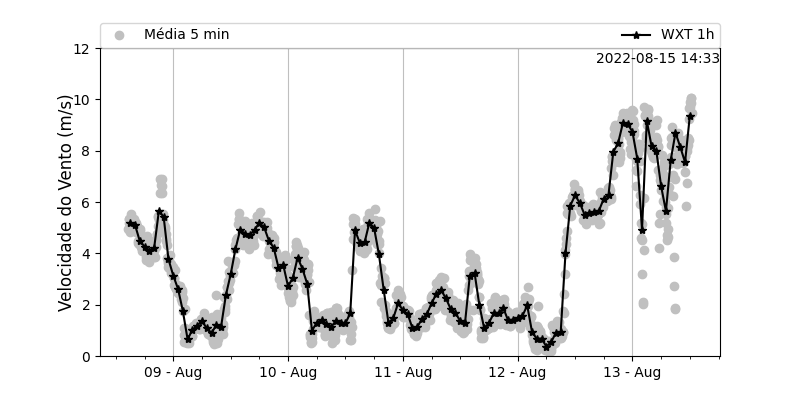 Média 5 min
WXT 1h
2022-08-15 14:33
Velocidade do Vento (m/s)
12
10
8
6
4
2
0
09 - Aug
10 - Aug
11 - Aug
12 - Aug
13 - Aug